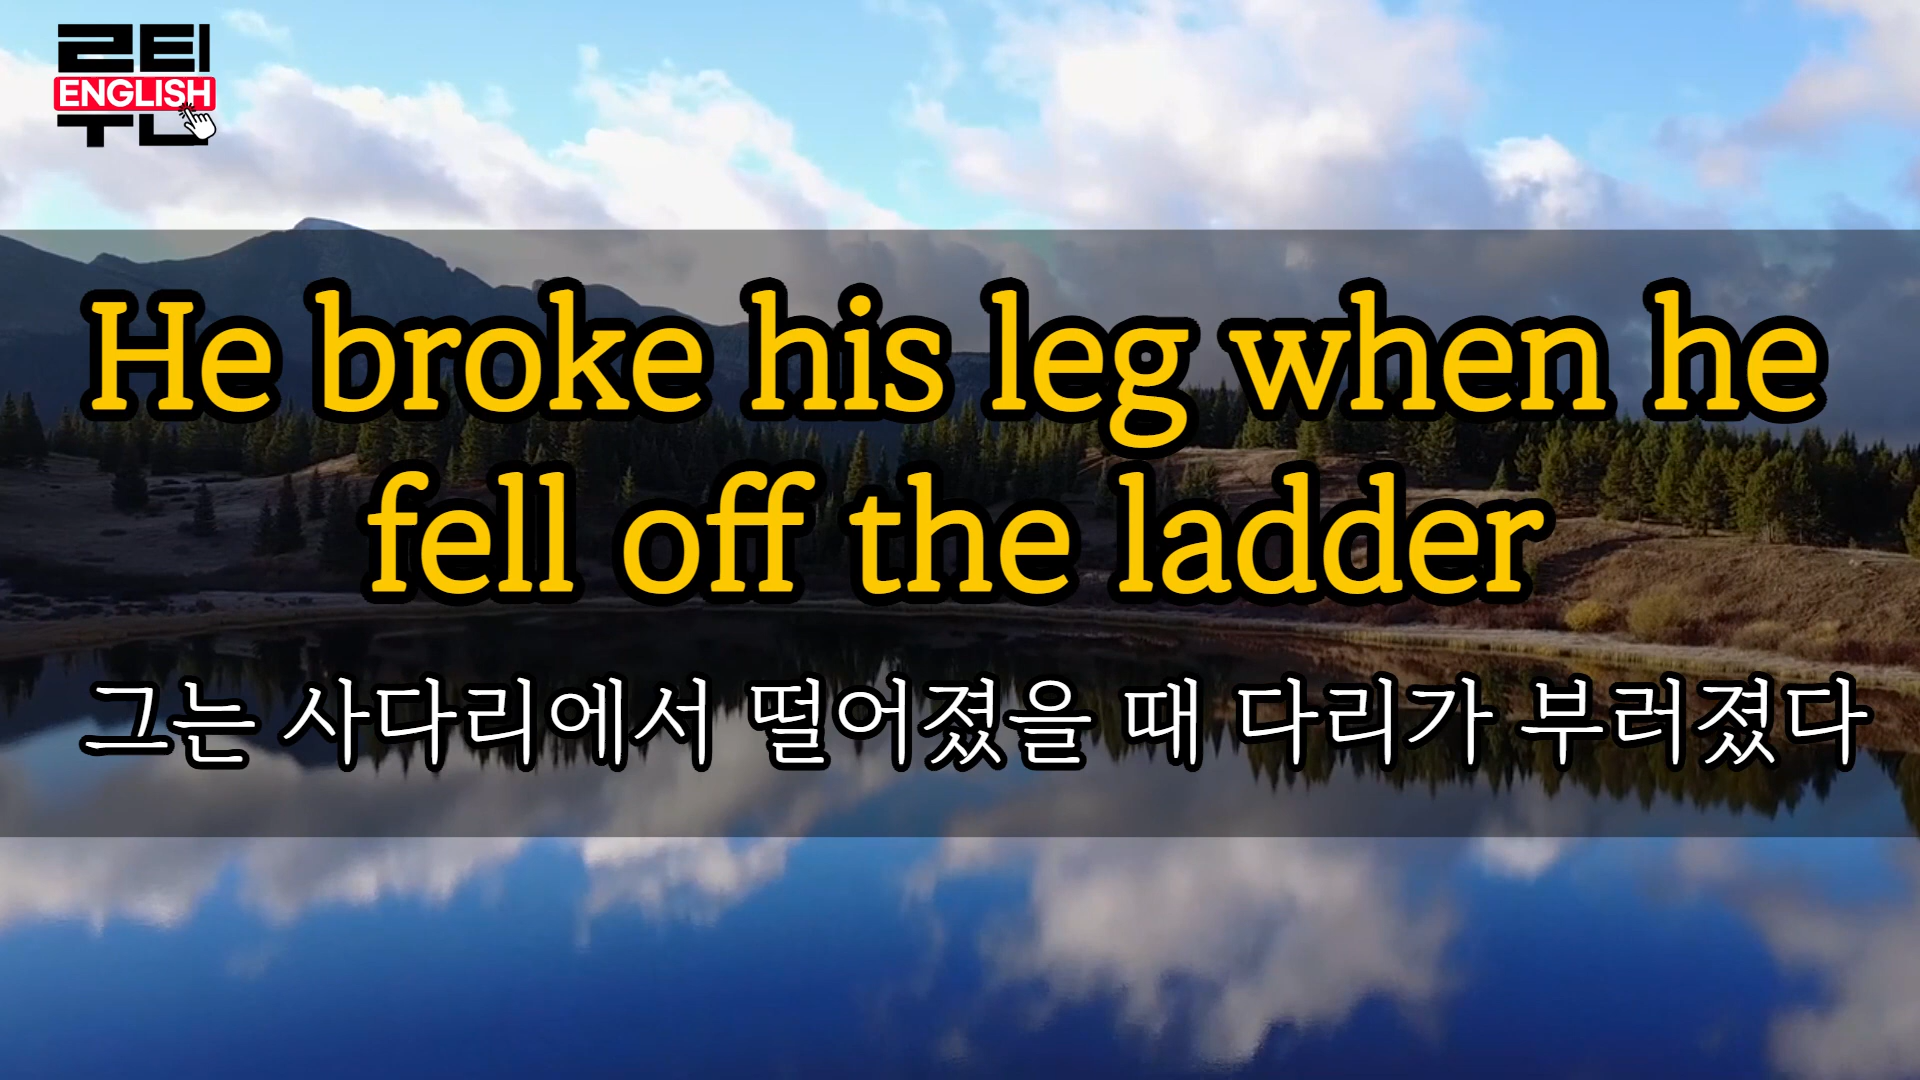 루틴
ENGLISH
He broke his leg when he
fell off the ladder
그는 사다리에서 떨어졌을 때 다리가 부러졌다